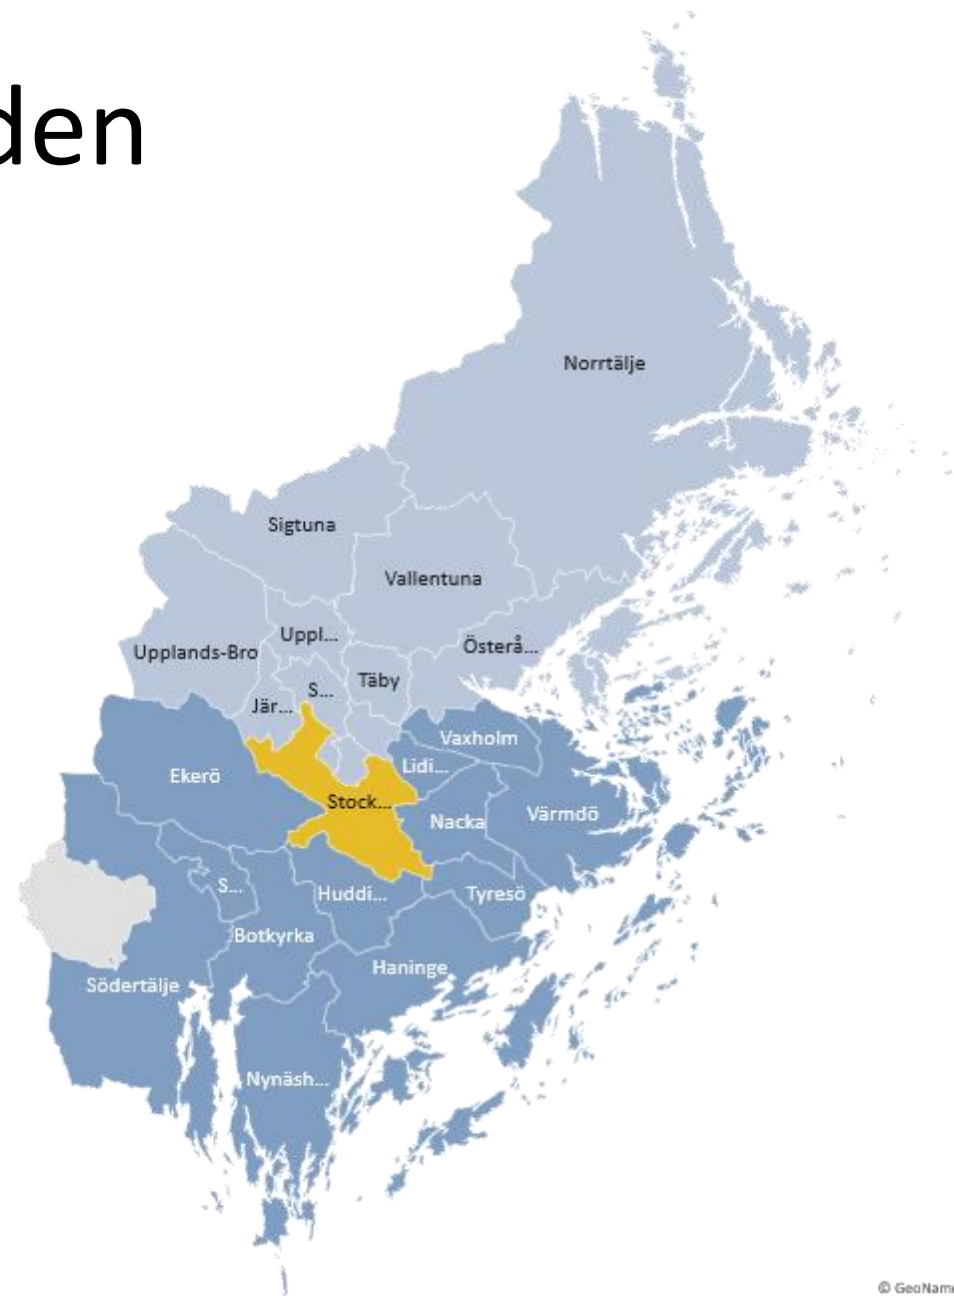 den
Norrtälje
Sigtuna
Vallentuna
Uppl...
Österå...
Upplands-Bro
Täby
S...
Jär...
Vaxholm
Lidi...
Ekerö
Stock...
Värmdö
Nacka
S...
Huddi...
Tyresö
Botkyrka
Haninge
Södertälje
Nynäsh...
© GeoName